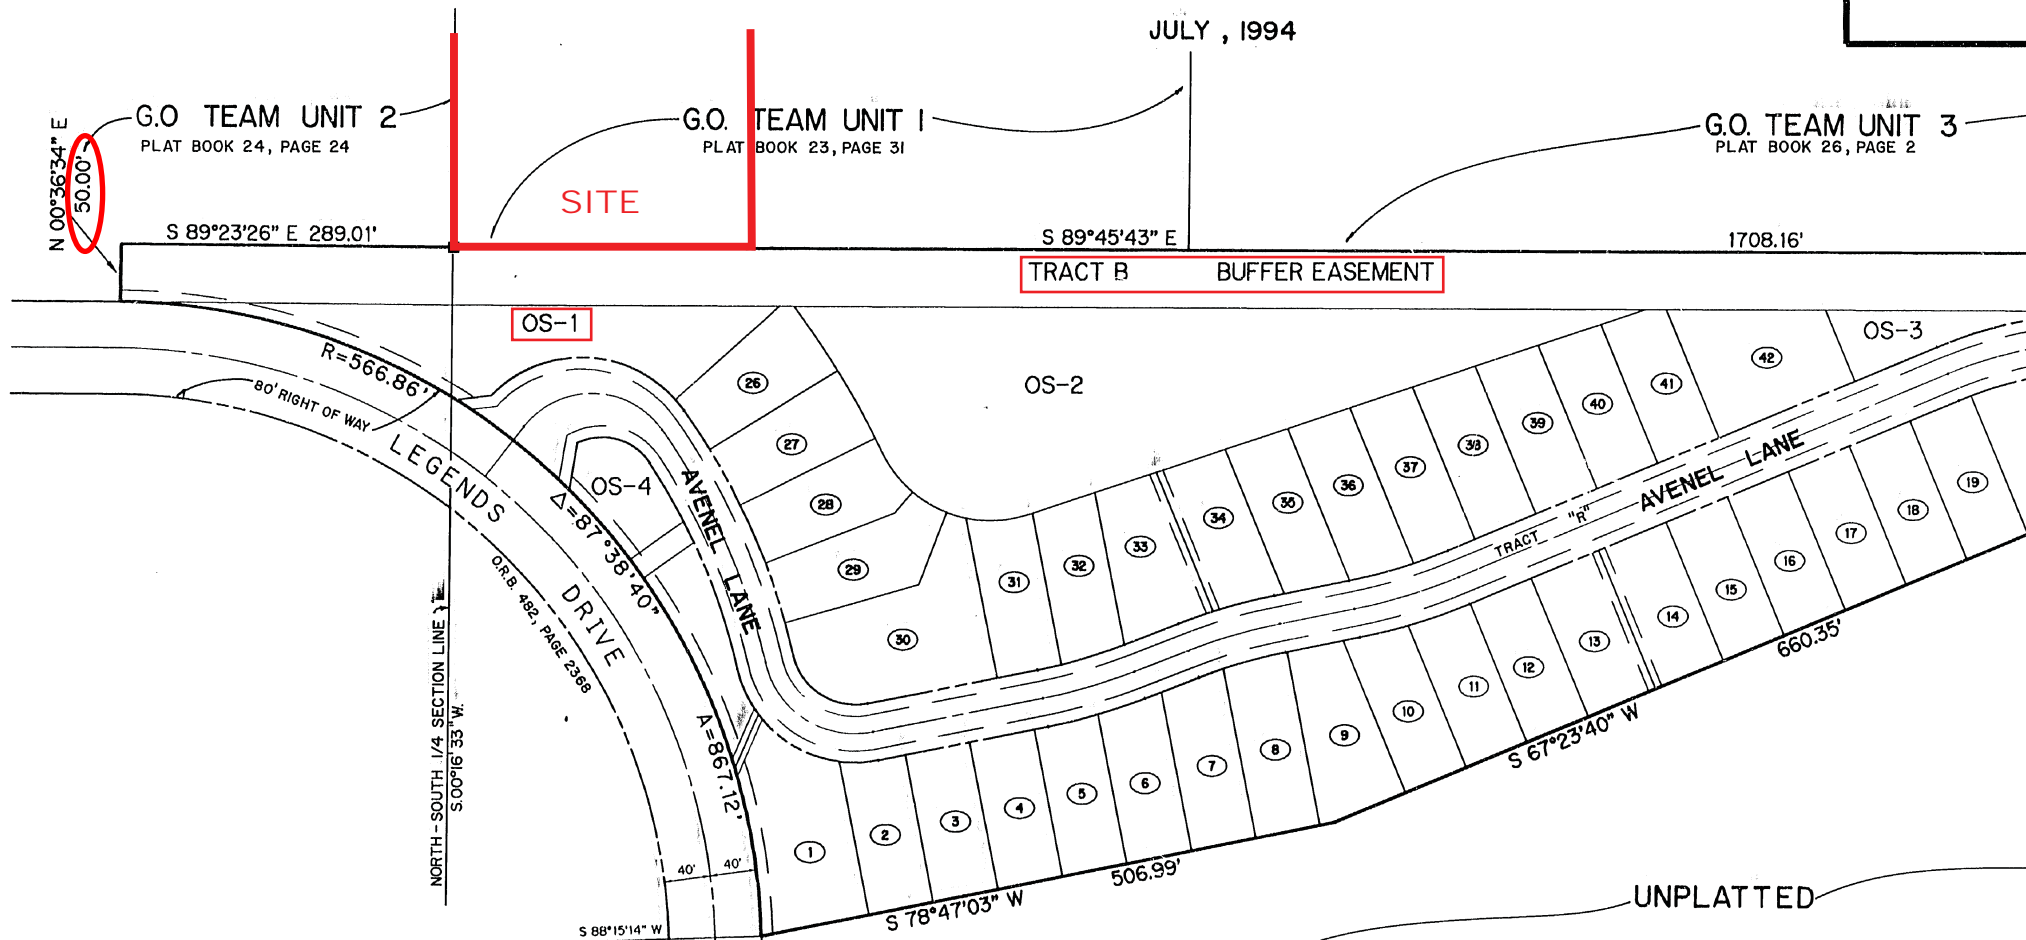 JULY , 1994
G.O TEAM UNIT 2
PLAT BOOK 24, PAGE 24
G.O. TEAM UNIT 1
PLAT BOOK 23, PAGE 31
G.O. TEAM UNIT 3
PLAT BOOK 26, PAGE 2
N 00°36'34" E
50.00'
SITE
S 89°23'26" E 289.01'
S 89°45'43" E
1708.16'
TRACT B BUFFER EASEMENT
OS-1
OS-2
OS-3
R=566.86'
80' RIGHT OF WAY
LEGENDS DRIVE
OS-4
Δ=87°38'40"
A=867.12'
O.R.B. 482, PAGE 2368
AVENEL LANE
AVENEL LANE
TRACT "R"
26
27
28
29
30
31
32
33
34
35
36
37
38
39
40
41
42
1
2
3
4
5
6
7
8
9
10
11
12
13
14
15
16
17
18
19
NORTH-SOUTH 1/4 SECTION LINE
S.00°16'33" W.
40'
40'
S 88°15'14" W
S 78°47'03" W
506.99'
S 67°23'40" W
660.35'
UNPLATTED